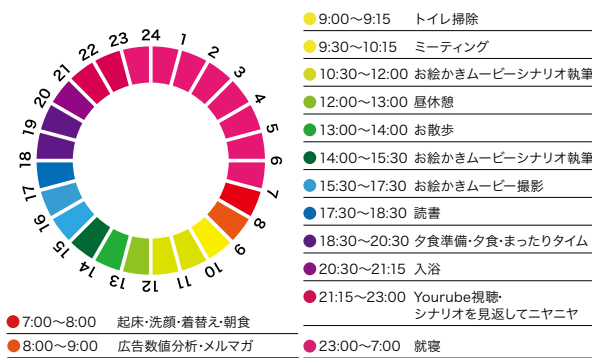 24
1
2
3
4
5
6
7
8
9
10
11
12
13
14
15
16
17
18
19
20
21
22
23
7:00〜8:00 起床・洗顔・着替え・朝食
8:00〜9:00 広告数値分析・メルマガ
9:00〜9:15 トイレ掃除
9:30〜10:15 ミーティング
10:30〜12:00 お絵かきムービーシナリオ執筆
12:00〜13:00 昼休憩
13:00〜14:00 お散歩
14:00〜15:30 お絵かきムービーシナリオ執筆
15:30〜17:30 お絵かきムービー撮影
17:30〜18:30 読書
18:30〜20:30 夕食準備・夕食・まったりタイム
20:30〜21:15 入浴
21:15〜23:00 Yourube視聴・
シナリオを見返してニヤニヤ
23:00〜7:00 就寝